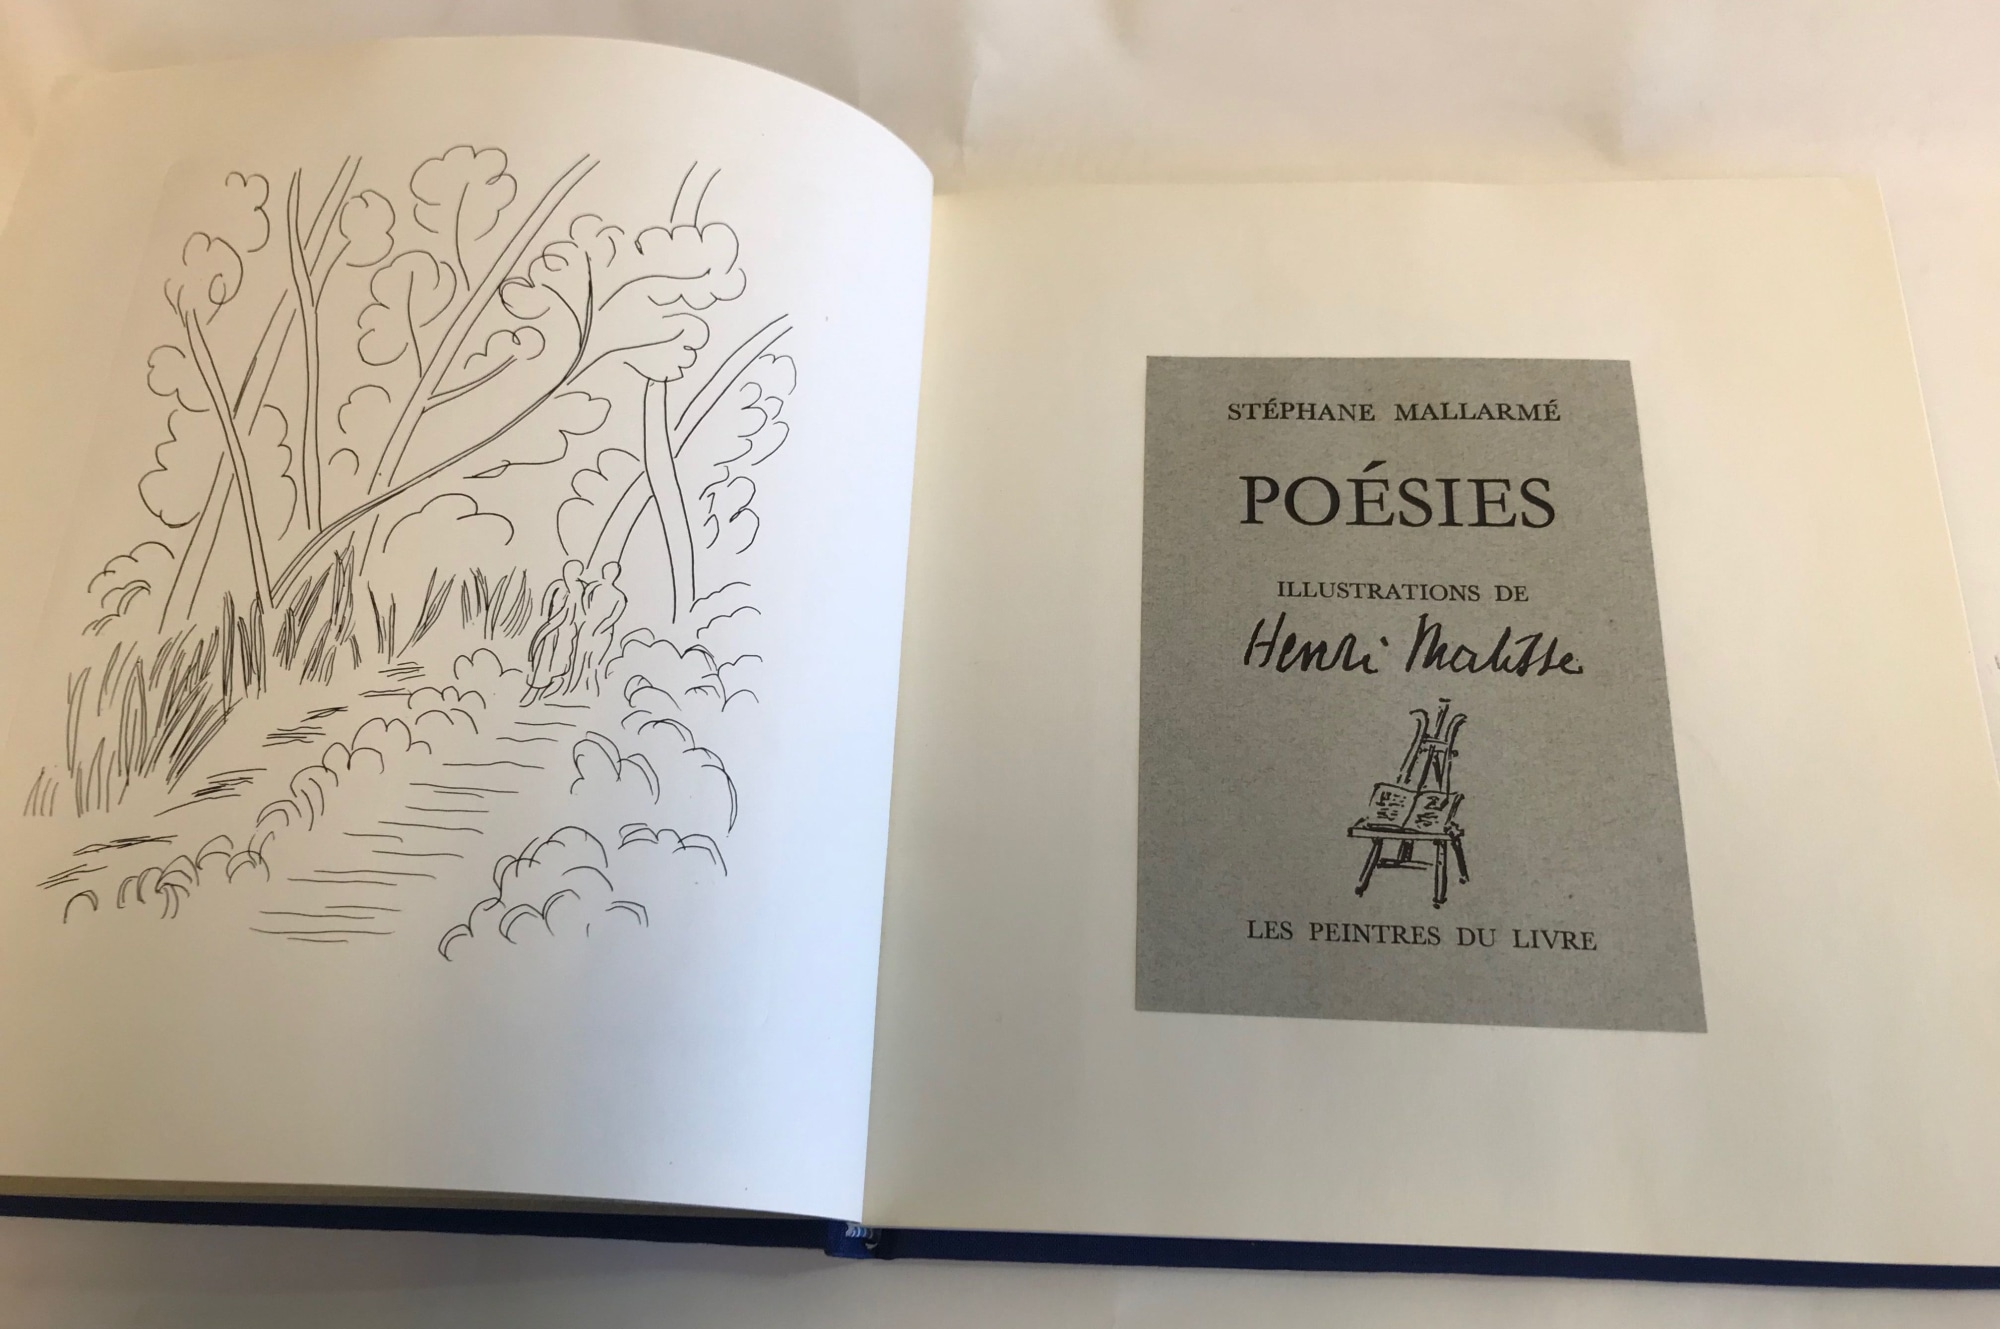 STÉPHANE MALLARMÉ
POÉSIES
ILLUSTRATIONS DE
Henri Matisse
LES PEINTRES DU LIVRE